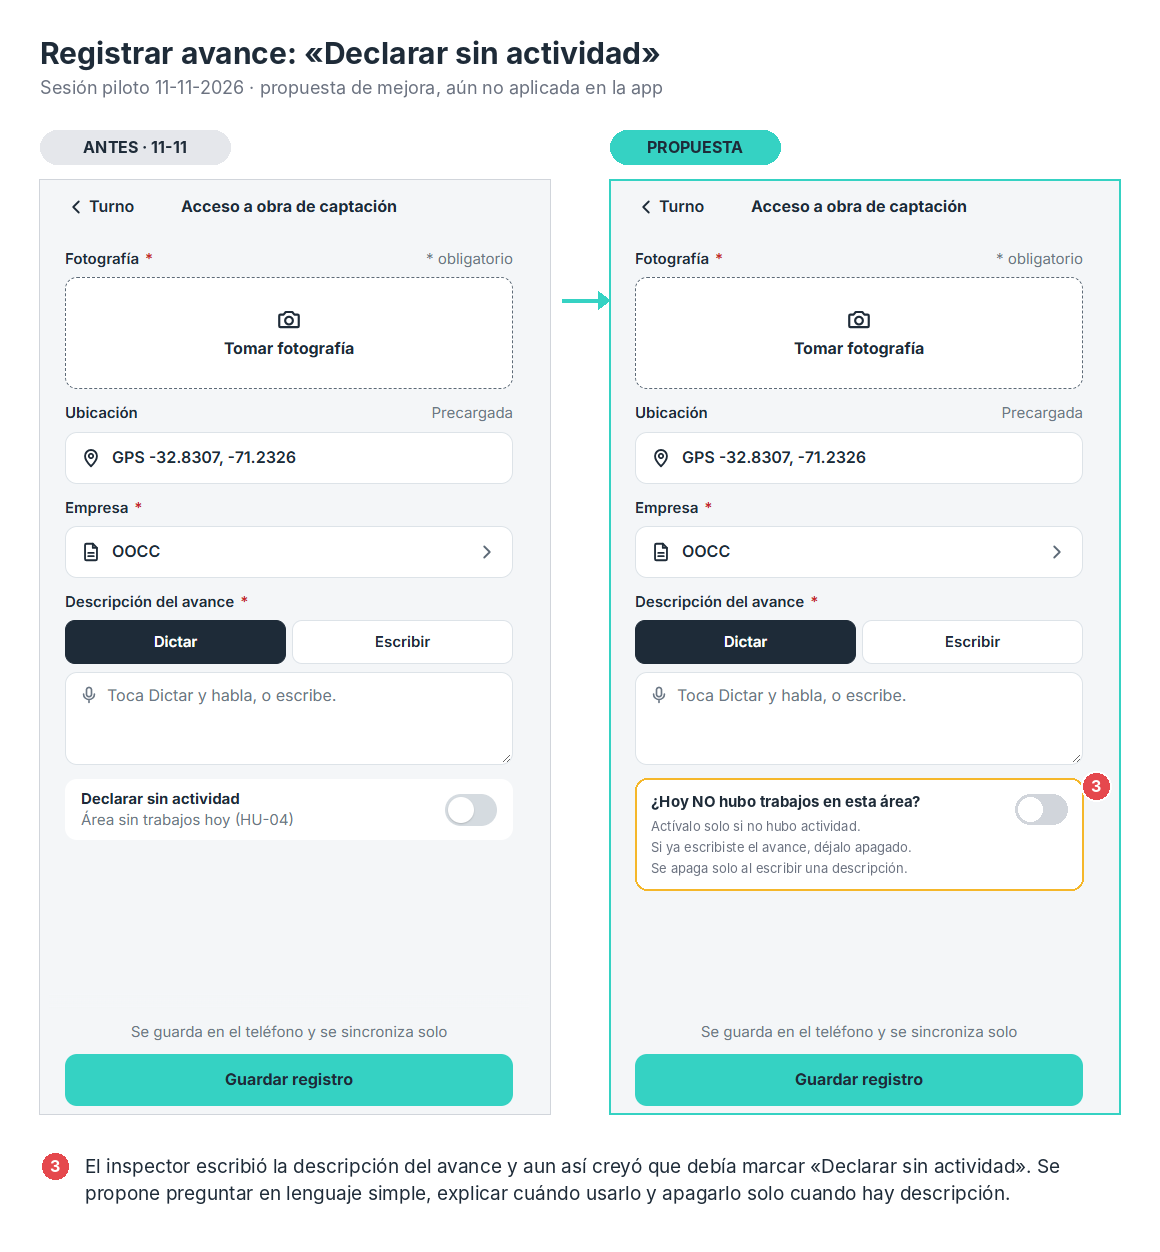 Registrar avance: «Declarar sin actividad»
Sesión piloto 11-11-2026 · propuesta de mejora, aún no aplicada en la app
ANTES · 11-11
Turno
Acceso a obra de captación
Fotografía *
* obligatorio
Tomar fotografía
Ubicación
Precargada
GPS -32.8307, -71.2326
Empresa *
OOCC
Descripción del avance *
Dictar
Escribir
Toca Dictar y habla, o escribe.
Declarar sin actividad
Área sin trabajos hoy (HU-04)
Se guarda en el teléfono y se sincroniza solo
Guardar registro
PROPUESTA
Turno
Acceso a obra de captación
Fotografía *
* obligatorio
Tomar fotografía
Ubicación
Precargada
GPS -32.8307, -71.2326
Empresa *
OOCC
Descripción del avance *
Dictar
Escribir
Toca Dictar y habla, o escribe.
3
¿Hoy NO hubo trabajos en esta área?
Actívalo solo si no hubo actividad.
Si ya escribiste el avance, déjalo apagado.
Se apaga solo al escribir una descripción.
Se guarda en el teléfono y se sincroniza solo
Guardar registro
3
El inspector escribió la descripción del avance y aun así creyó que debía marcar «Declarar sin actividad». Se
propone preguntar en lenguaje simple, explicar cuándo usarlo y apagarlo solo cuando hay descripción.